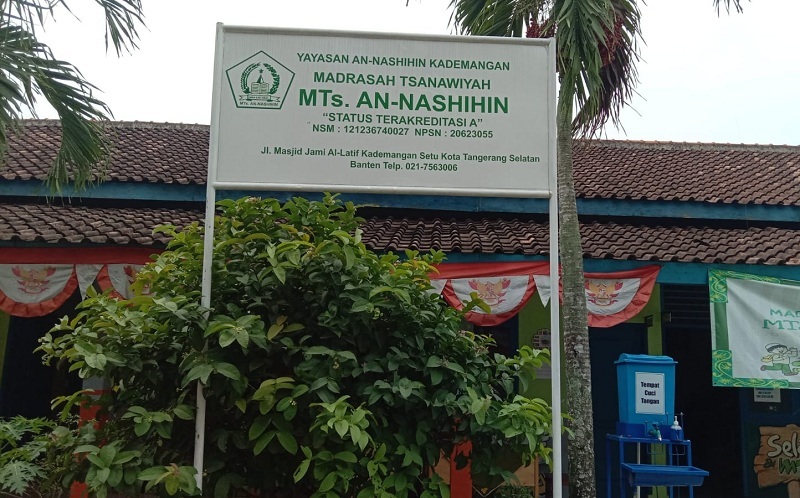 YAYASAN AN-NASHIHIN KADEMANGAN
MADRASAH TSANAWIYAH
MTs. AN-NASHIHIN
"STATUS TERAKREDITASI A"
NSM : 121236740027 NPSN : 20623055
Jl. Masjid Jami Al-Latif Kademangan Setu Kota Tangerang Selatan
Banten Telp. 021-7563006
MTs. AN-NASHIHIN
Tempat
Cuci
Tangan